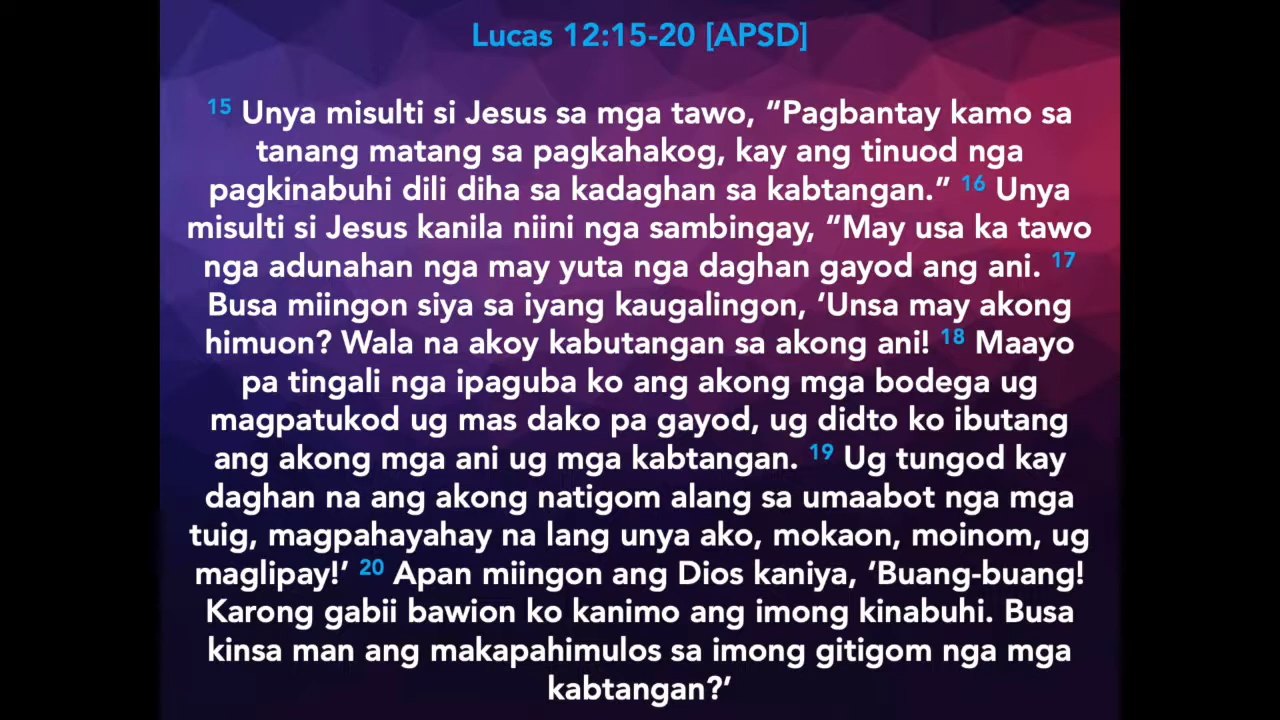 Lucas 12:15-20 [APSD]
15 Unya misulti si Jesus sa mga tawo, “Pagbantay kamo sa
tanang matang sa pagkahakog, kay ang tinuod nga
pagkinabuhi dili diha sa kadaghan sa kabtangan.” 16 Unya
misulti si Jesus kanila niini nga sambingay, “May usa ka tawo
nga adunahan nga may yuta nga daghan gayod ang ani. 17
Busa miingon siya sa iyang kaugalingon, ‘Unsa may akong
himuon? Wala na akoy kabutangan sa akong ani! 18 Maayo
pa tingali nga ipaguba ko ang akong mga bodega ug
magpatukod ug mas dako pa gayod, ug didto ko ibutang
ang akong mga ani ug mga kabtangan. 19 Ug tungod kay
daghan na ang akong natigom alang sa umaabot nga mga
tuig, magpahayahay na lang unya ako, mokaon, moinom, ug
maglipay!’ 20 Apan miingon ang Dios kaniya, ‘Buang-buang!
Karong gabii bawion ko kanimo ang imong kinabuhi. Busa
kinsa man ang makapahimulos sa imong gitigom nga mga
kabtangan?’